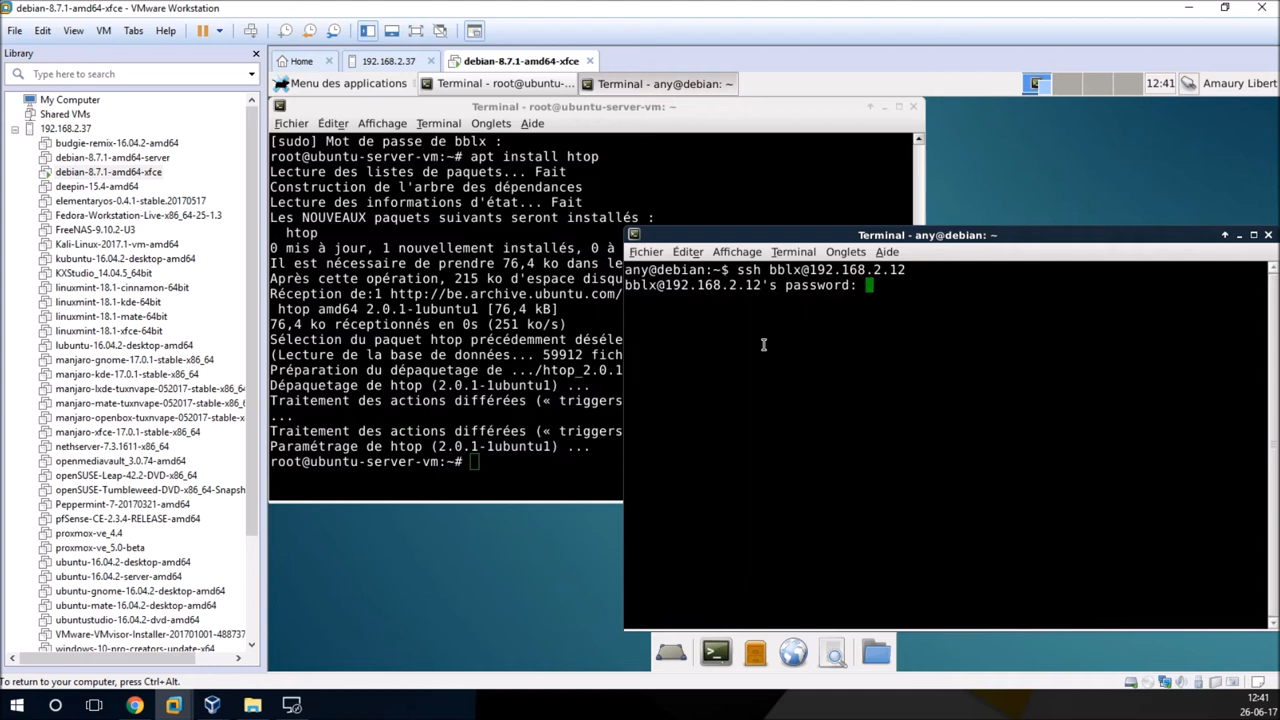 debian-8.7.1-amd64-xfce - VMware Workstation
File Edit View VM Tabs Help
Library
Type here to search
My Computer
Shared VMs
192.168.2.37
budgie-remix-16.04.2-amd64
debian-8.7.1-amd64-server
debian-8.7.1-amd64-xfce
deepin-15.4-amd64
elementaryos-0.4.1-stable.20170517
Fedora-Workstation-Live-x86_64-25-1.3
FreeNAS-9.10.2-U3
Kali-Linux-2017.1-vm-amd64
kubuntu-16.04.2-desktop-amd64
KXStudio_14.04.5_64bit
linuxmint-18.1-cinnamon-64bit
linuxmint-18.1-kde-64bit
linuxmint-18.1-mate-64bit
linuxmint-18.1-xfce-64bit
lubuntu-16.04.2-desktop-amd64
manjaro-gnome-17.0.1-stable-x86_64
manjaro-kde-17.0.1-stable-x86_64
manjaro-lxde-tuxnvape-052017-stable-x86_6
manjaro-mate-tuxnvape-052017-stable-x86_
manjaro-openbox-tuxnvape-052017-stable-x
manjaro-xfce-17.0.1-stable-x86_64
nethserver-7.3.1611-x86_64
openmediavault_3.0.74-amd64
openSUSE-Leap-42.2-DVD-x86_64
openSUSE-Tumbleweed-DVD-x86_64-Snapsh
Peppermint-7-20170321-amd64
pfSense-CE-2.3.4-RELEASE-amd64
proxmox-ve_4.4
proxmox-ve_5.0-beta
ubuntu-16.04.2-desktop-amd64
ubuntu-16.04.2-server-amd64
ubuntu-gnome-16.04.2-desktop-amd64
ubuntu-mate-16.04.2-desktop-amd64
ubuntustudio-16.04.2-dvd-amd64
VMware-VMvisor-Installer-201701001-488737
windows-10-pro-creators-update-x64
Home 192.168.2.37 debian-8.7.1-amd64-xfce
Menu des applications Terminal - root@ubuntu-... Terminal - any@debian: ~ 12:41 Amaury Libert
Terminal - root@ubuntu-server-vm: ~
Fichier Éditer Affichage Terminal Onglets Aide
[sudo] Mot de passe de bblx :
root@ubuntu-server-vm:~# apt install htop
Lecture des listes de paquets... Fait
Construction de l'arbre des dépendances
Lecture des informations d'état... Fait
Les NOUVEAUX paquets suivants seront installés :
htop
0 mis à jour, 1 nouvellement installés, 0 à
Il est nécessaire de prendre 76,4 ko dans le
Après cette opération, 215 ko d'espace disqu
Réception de:1 http://be.archive.ubuntu.com/
htop amd64 2.0.1-1ubuntu1 [76,4 kB]
76,4 ko réceptionnés en 0s (251 ko/s)
Sélection du paquet htop précédemment déséle
(Lecture de la base de données... 59912 fich
Préparation du dépaquetage de .../htop_2.0.1
Dépaquetage de htop (2.0.1-1ubuntu1) ...
Traitement des actions différées (« triggers
...
Traitement des actions différées (« triggers
Paramétrage de htop (2.0.1-1ubuntu1) ...
root@ubuntu-server-vm:~#
Terminal - any@debian: ~
Fichier Éditer Affichage Terminal Onglets Aide
any@debian:~$ ssh bblx@192.168.2.12
bblx@192.168.2.12's password:
To return to your computer, press Ctrl+Alt.
12:41
26-06-17